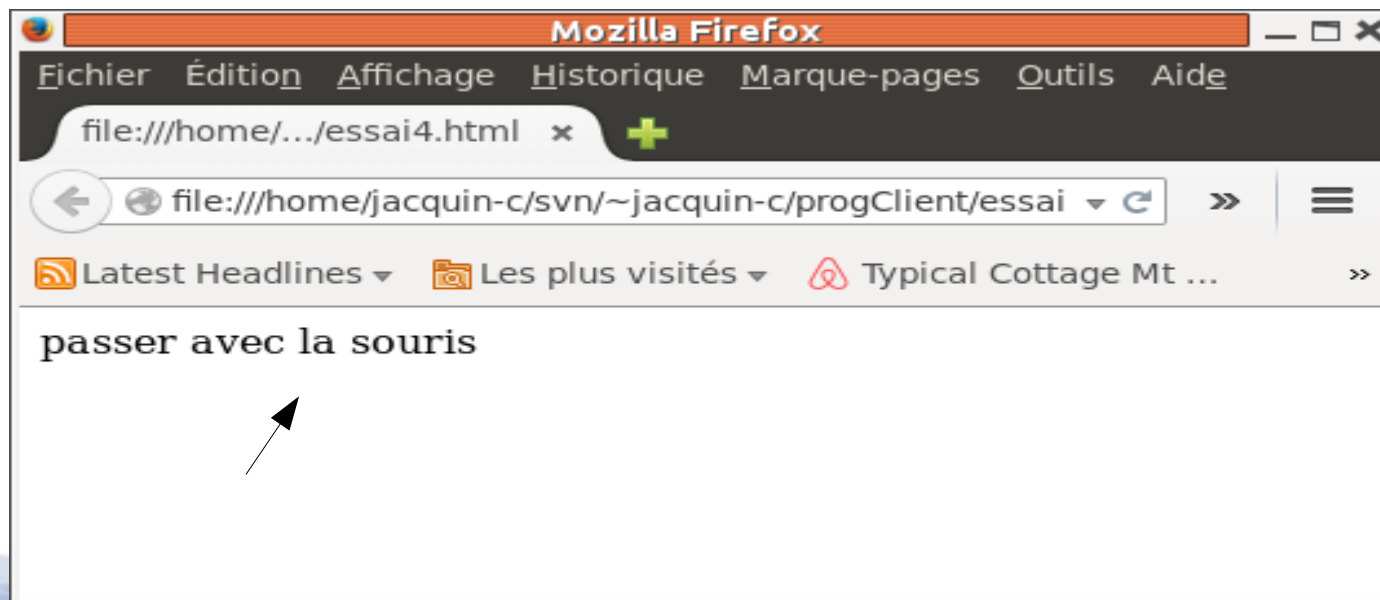 Mozilla Firefox
Fichier Édition Affichage Historique Marque-pages Outils Aide
file:///home/.../essai4.html
file:///home/jacquin-c/svn/~jacquin-c/progClient/essai
Latest Headlines Les plus visités Typical Cottage Mt ...
passer avec la souris